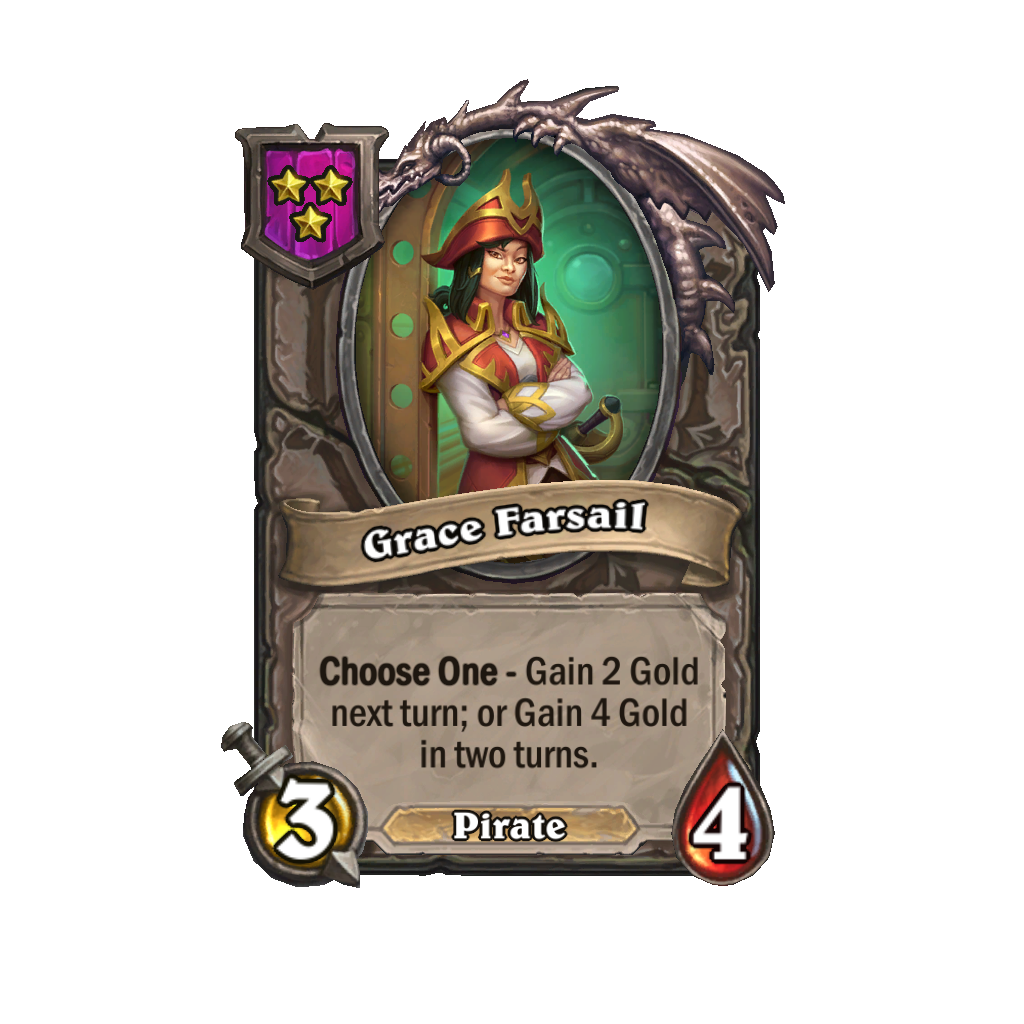 Grace Farsail
Choose One - Gain 2 Gold
next turn; or Gain 4 Gold
in two turns.
3
Pirate
4